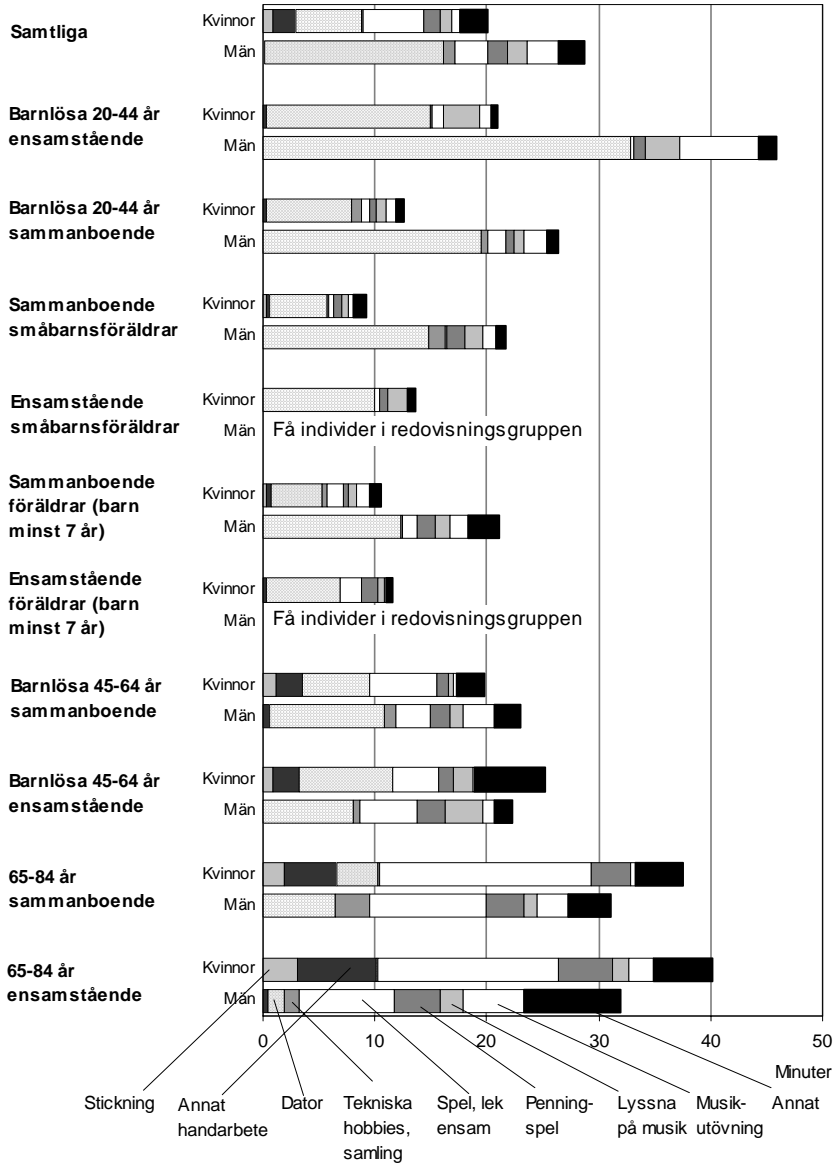 Samtliga
Kvinnor
Män
Barnlösa 20-44 år
ensamstående
Kvinnor
Män
Barnlösa 20-44 år
sammanboende
Kvinnor
Män
Sammanboende
småbarnsföräldrar
Kvinnor
Män
Ensamstående
småbarnsföräldrar
Kvinnor
Män
Få individer i redovisningsgruppen
Sammanboende
föräldrar (barn
minst 7 år)
Kvinnor
Män
Ensamstående
föräldrar (barn
minst 7 år)
Kvinnor
Män
Få individer i redovisningsgruppen
Barnlösa 45-64 år
sammanboende
Kvinnor
Män
Barnlösa 45-64 år
ensamstående
Kvinnor
Män
65-84 år
sammanboende
Kvinnor
Män
65-84 år
ensamstående
Kvinnor
Män
0 10 20 30 40 50
Minuter
Stickning
Annat
handarbete
Dator
Tekniska
hobbies,
samling
Spel, lek
ensam
Penning-
spel
Lyssna
på musik
Musik-
utövning
Annat